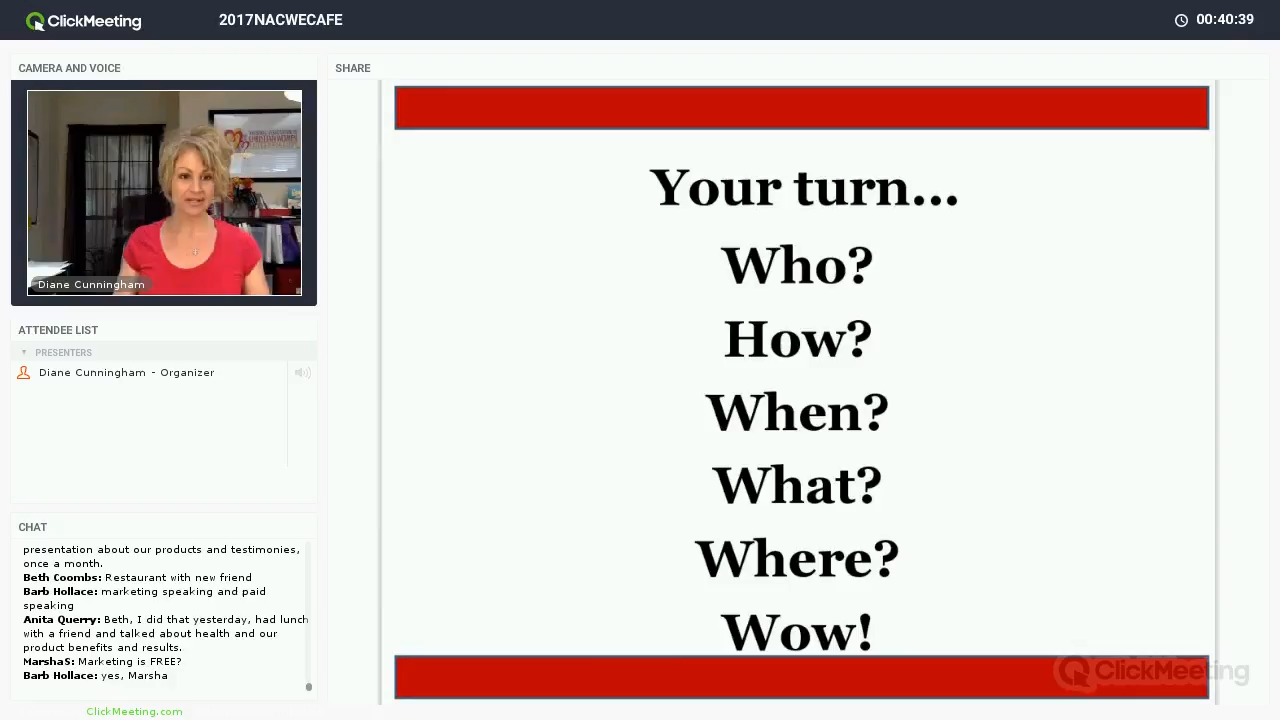 ClickMeeting
2017NACWECAFE
00:40:39
CAMERA AND VOICE
Diane Cunningham
ATTENDEE LIST
PRESENTERS
Diane Cunningham - Organizer
CHAT
presentation about our products and testimonies,
once a month.
Beth Coombs: Restaurant with new friend
Barb Hollace: marketing speaking and paid
speaking
Anita Querry: Beth, I did that yesterday, had lunch
with a friend and talked about health and our
product benefits and results.
MarshaS: Marketing is FREE?
Barb Hollace: yes, Marsha
ClickMeeting.com
SHARE
Your turn...
Who?
How?
When?
What?
Where?
Wow!
ClickMeeting